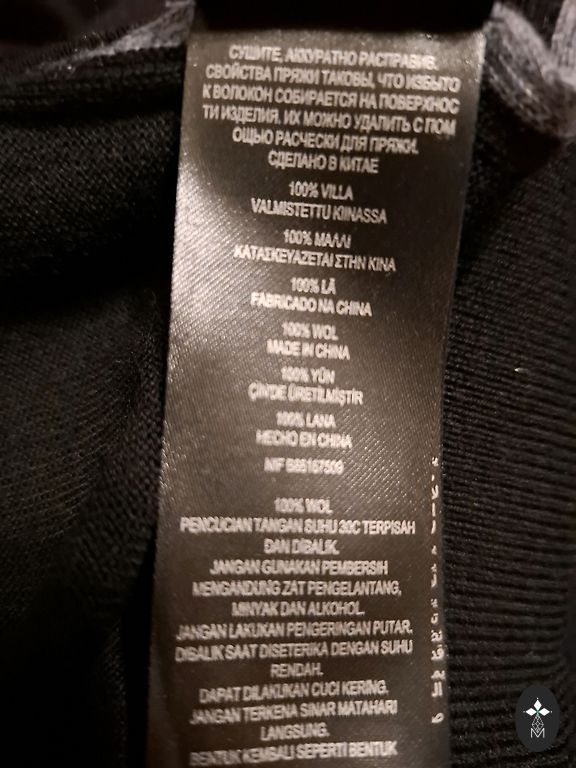 СУШИТЕ, АККУРАТНО РАСПРАВИВ.
СВОЙСТВА ПРЯЖИ ТАКОВЫ, ЧТО ИЗБЫТО
К ВОЛОКОН СОБИРАЕТСЯ НА ПОВЕРХНОС
ТИ ИЗДЕЛИЯ. ИХ МОЖНО УДАЛИТЬ С ПОМ
ОЩЬЮ РАСЧЕСКИ ДЛЯ ПРЯЖИ.
СДЕЛАНО В КИТАЕ
100% VILLA
VALMISTETTU KIINASSA
100% ΜΑΛΛΙ
ΚΑΤΑΣΚΕΥΑΖΕΤΑΙ ΣΤΗΝ ΚΙΝΑ
100% LÃ
FABRICADO NA CHINA
100% WOL
MADE IN CHINA
100% YÜN
ÇİN'DE ÜRETİLMİŞTİR
100% LANA
HECHO EN CHINA
NIF
100% WOL
PENCUCIAN TANGAN SUHU 30C TERPISAH
DAN DIBALIK.
JANGAN GUNAKAN PEMBERSIH
MENGANDUNG ZAT PENGELANTANG,
MINYAK DAN ALKOHOL.
JANGAN LAKUKAN PENGERINGAN PUTAR.
DIBALIK SAAT DISETERIKA DENGAN SUHU
RENDAH.
DAPAT DILAKUKAN CUCI KERING.
JANGAN TERKENA SINAR MATAHARI
LANGSUNG.
BENTUK KEMBALI SEPERTI BENTUK